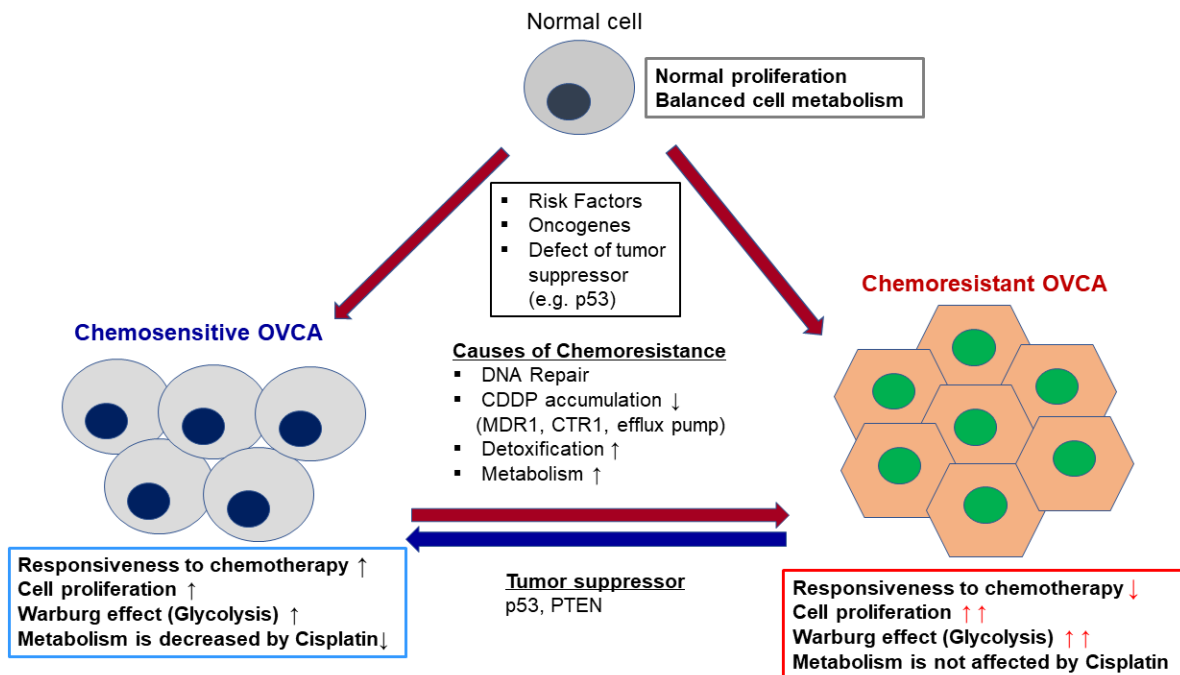 Normal cell
Normal proliferation
Balanced cell metabolism
▪ Risk Factors
▪ Oncogenes
▪ Defect of tumor
suppressor
(e.g. p53)
Chemosensitive OVCA
Chemoresistant OVCA
Causes of Chemoresistance
▪ DNA Repair
▪ CDDP accumulation ↓
(MDR1, CTR1, efflux pump)
▪ Detoxification ↑
▪ Metabolism ↑
Tumor suppressor
p53, PTEN
Responsiveness to chemotherapy ↑
Cell proliferation ↑
Warburg effect (Glycolysis) ↑
Metabolism is decreased by Cisplatin↓
Responsiveness to chemotherapy ↓
Cell proliferation ↑↑
Warburg effect (Glycolysis) ↑↑
Metabolism is not affected by Cisplatin